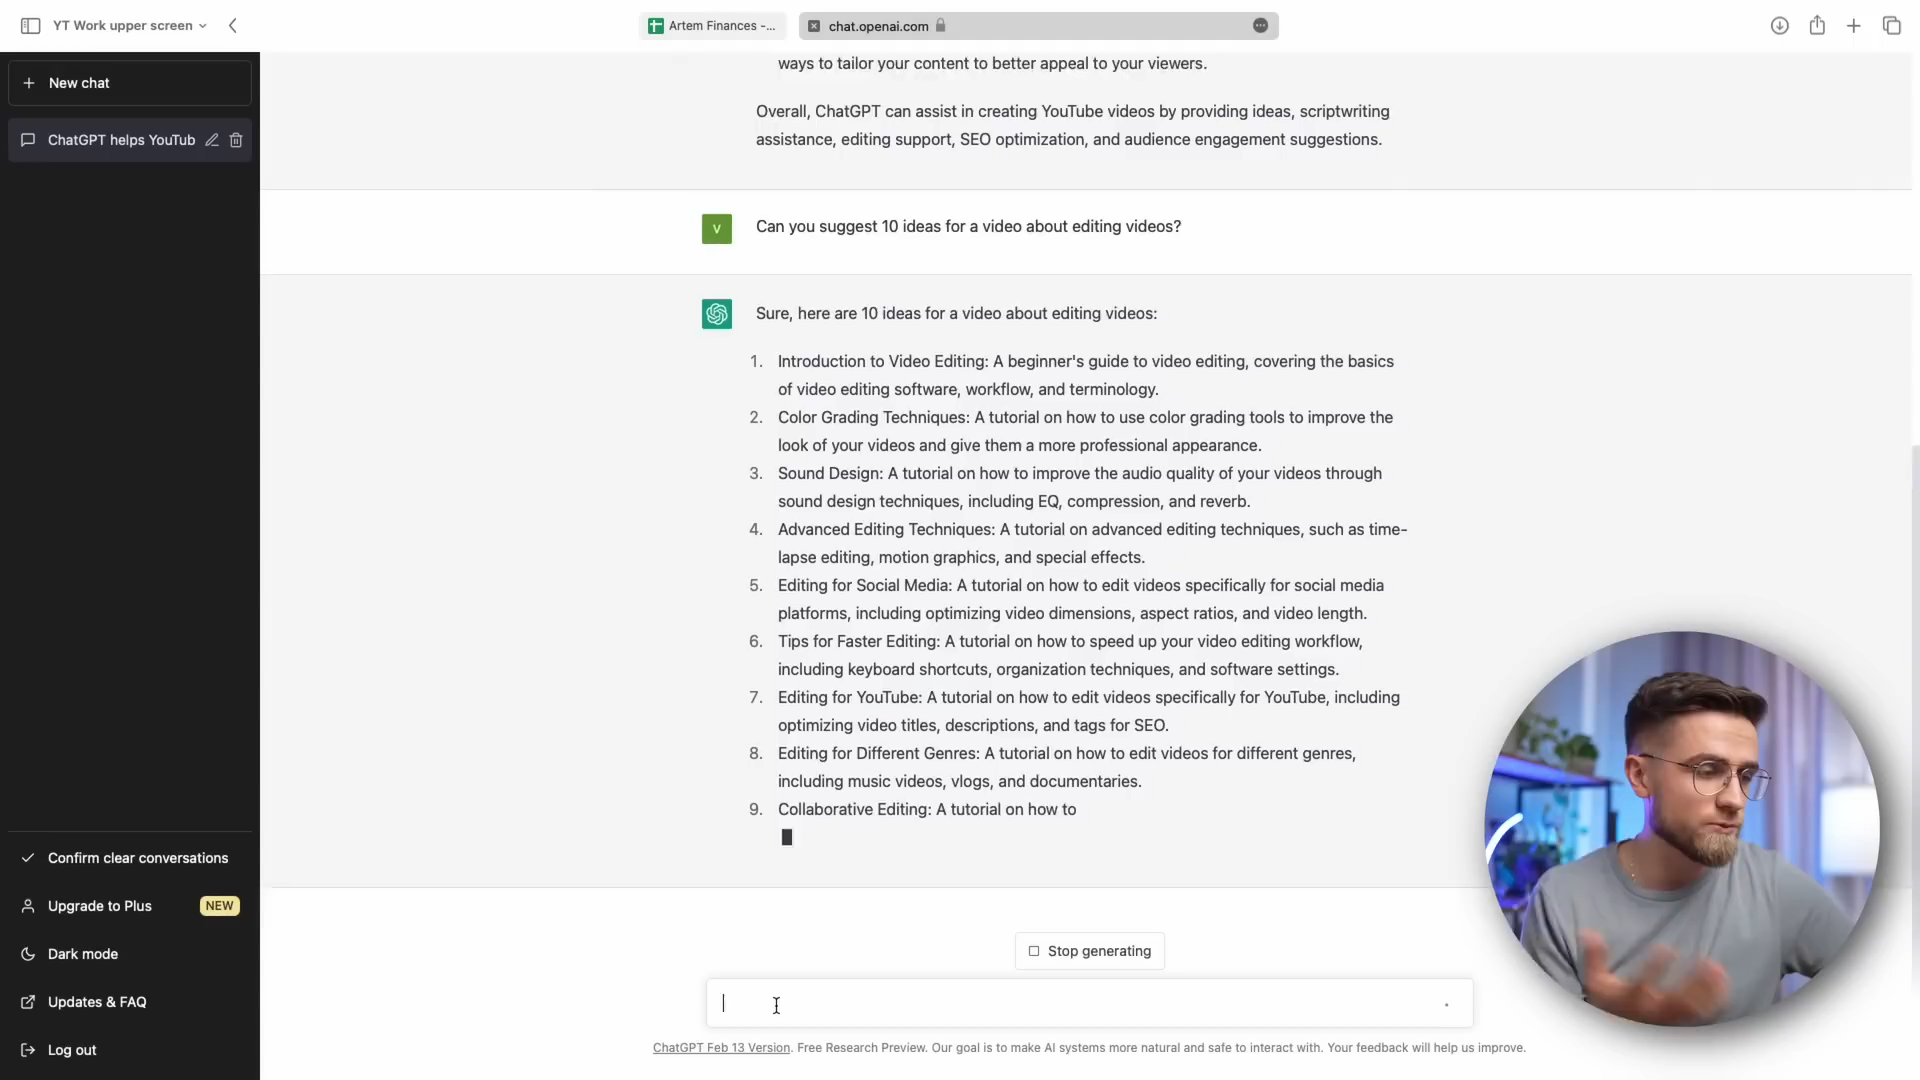 YT Work upper screen
Artem Finances -...
chat.openai.com
New chat
ChatGPT helps YouTub
ways to tailor your content to better appeal to your viewers.
Overall, ChatGPT can assist in creating YouTube videos by providing ideas, scriptwriting
assistance, editing support, SEO optimization, and audience engagement suggestions.
V
Can you suggest 10 ideas for a video about editing videos?
Sure, here are 10 ideas for a video about editing videos:
1. Introduction to Video Editing: A beginner's guide to video editing, covering the basics
of video editing software, workflow, and terminology.
2. Color Grading Techniques: A tutorial on how to use color grading tools to improve the
look of your videos and give them a more professional appearance.
3. Sound Design: A tutorial on how to improve the audio quality of your videos through
sound design techniques, including EQ, compression, and reverb.
4. Advanced Editing Techniques: A tutorial on advanced editing techniques, such as time-
lapse editing, motion graphics, and special effects.
5. Editing for Social Media: A tutorial on how to edit videos specifically for social media
platforms, including optimizing video dimensions, aspect ratios, and video length.
6. Tips for Faster Editing: A tutorial on how to speed up your video editing workflow,
including keyboard shortcuts, organization techniques, and software settings.
7. Editing for YouTube: A tutorial on how to edit videos specifically for YouTube, including
optimizing video titles, descriptions, and tags for SEO.
8. Editing for Different Genres: A tutorial on how to edit videos for different genres,
including music videos, vlogs, and documentaries.
9. Collaborative Editing: A tutorial on how to
Confirm clear conversations
Upgrade to Plus NEW
Dark mode
Updates & FAQ
Log out
Stop generating
ChatGPT Feb 13 Version. Free Research Preview. Our goal is to make AI systems more natural and safe to interact with. Your feedback will help us improve.